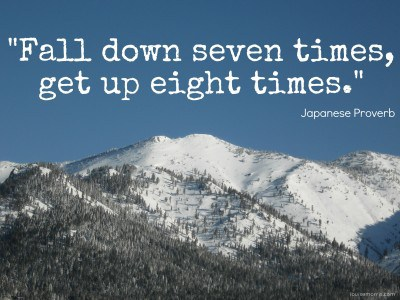 "Fall down seven times,
get up eight times."
Japanese Proverb